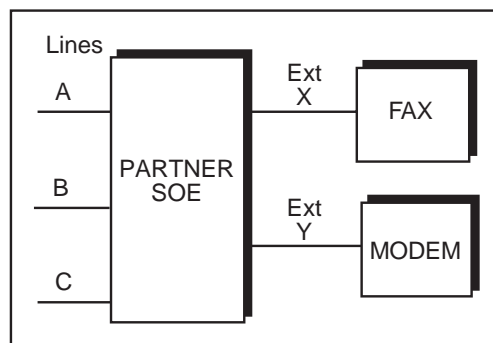 Lines
A
B
C
PARTNER
SOE
Ext
X
FAX
Ext
Y
MODEM